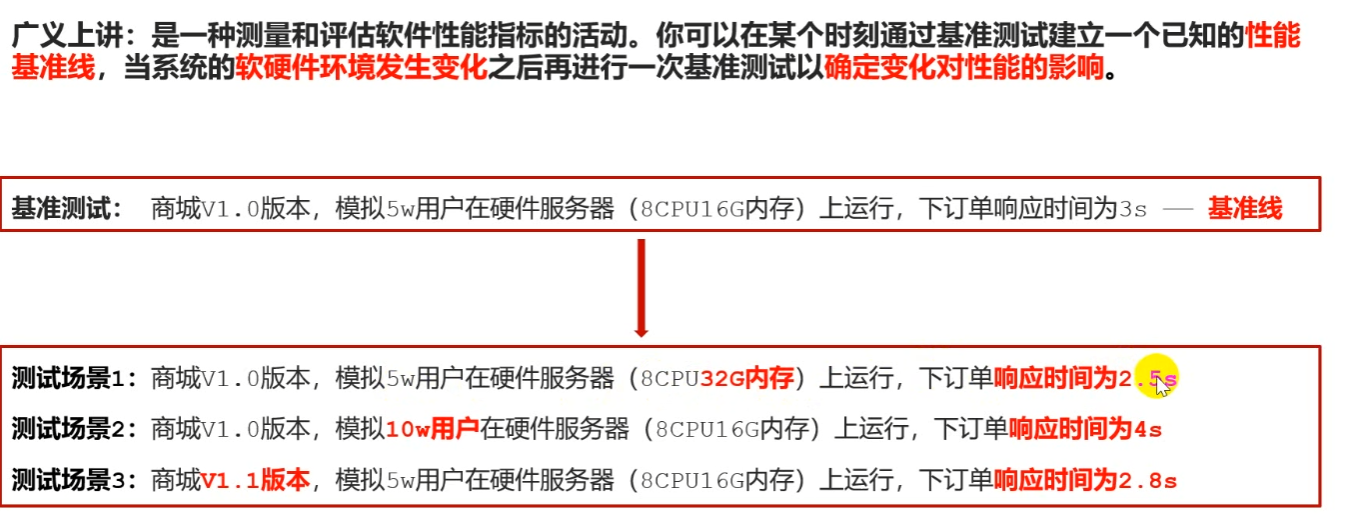 广义上讲：是一种测量和评估软件性能指标的活动。你可以在某个时刻通过基准测试建立一个已知的性能
基准线，当系统的软硬件环境发生变化之后再进行一次基准测试以确定变化对性能的影响。
基准测试： 商城V1.0版本，模拟5w用户在硬件服务器（8CPU16G内存）上运行，下订单响应时间为3s —— 基准线
测试场景1：商城V1.0版本，模拟5w用户在硬件服务器（8CPU32G内存）上运行，下订单响应时间为2.5s
测试场景2：商城V1.0版本，模拟10w用户在硬件服务器（8CPU16G内存）上运行，下订单响应时间为4s
测试场景3：商城V1.1版本，模拟5w用户在硬件服务器（8CPU16G内存）上运行，下订单响应时间为2.8s